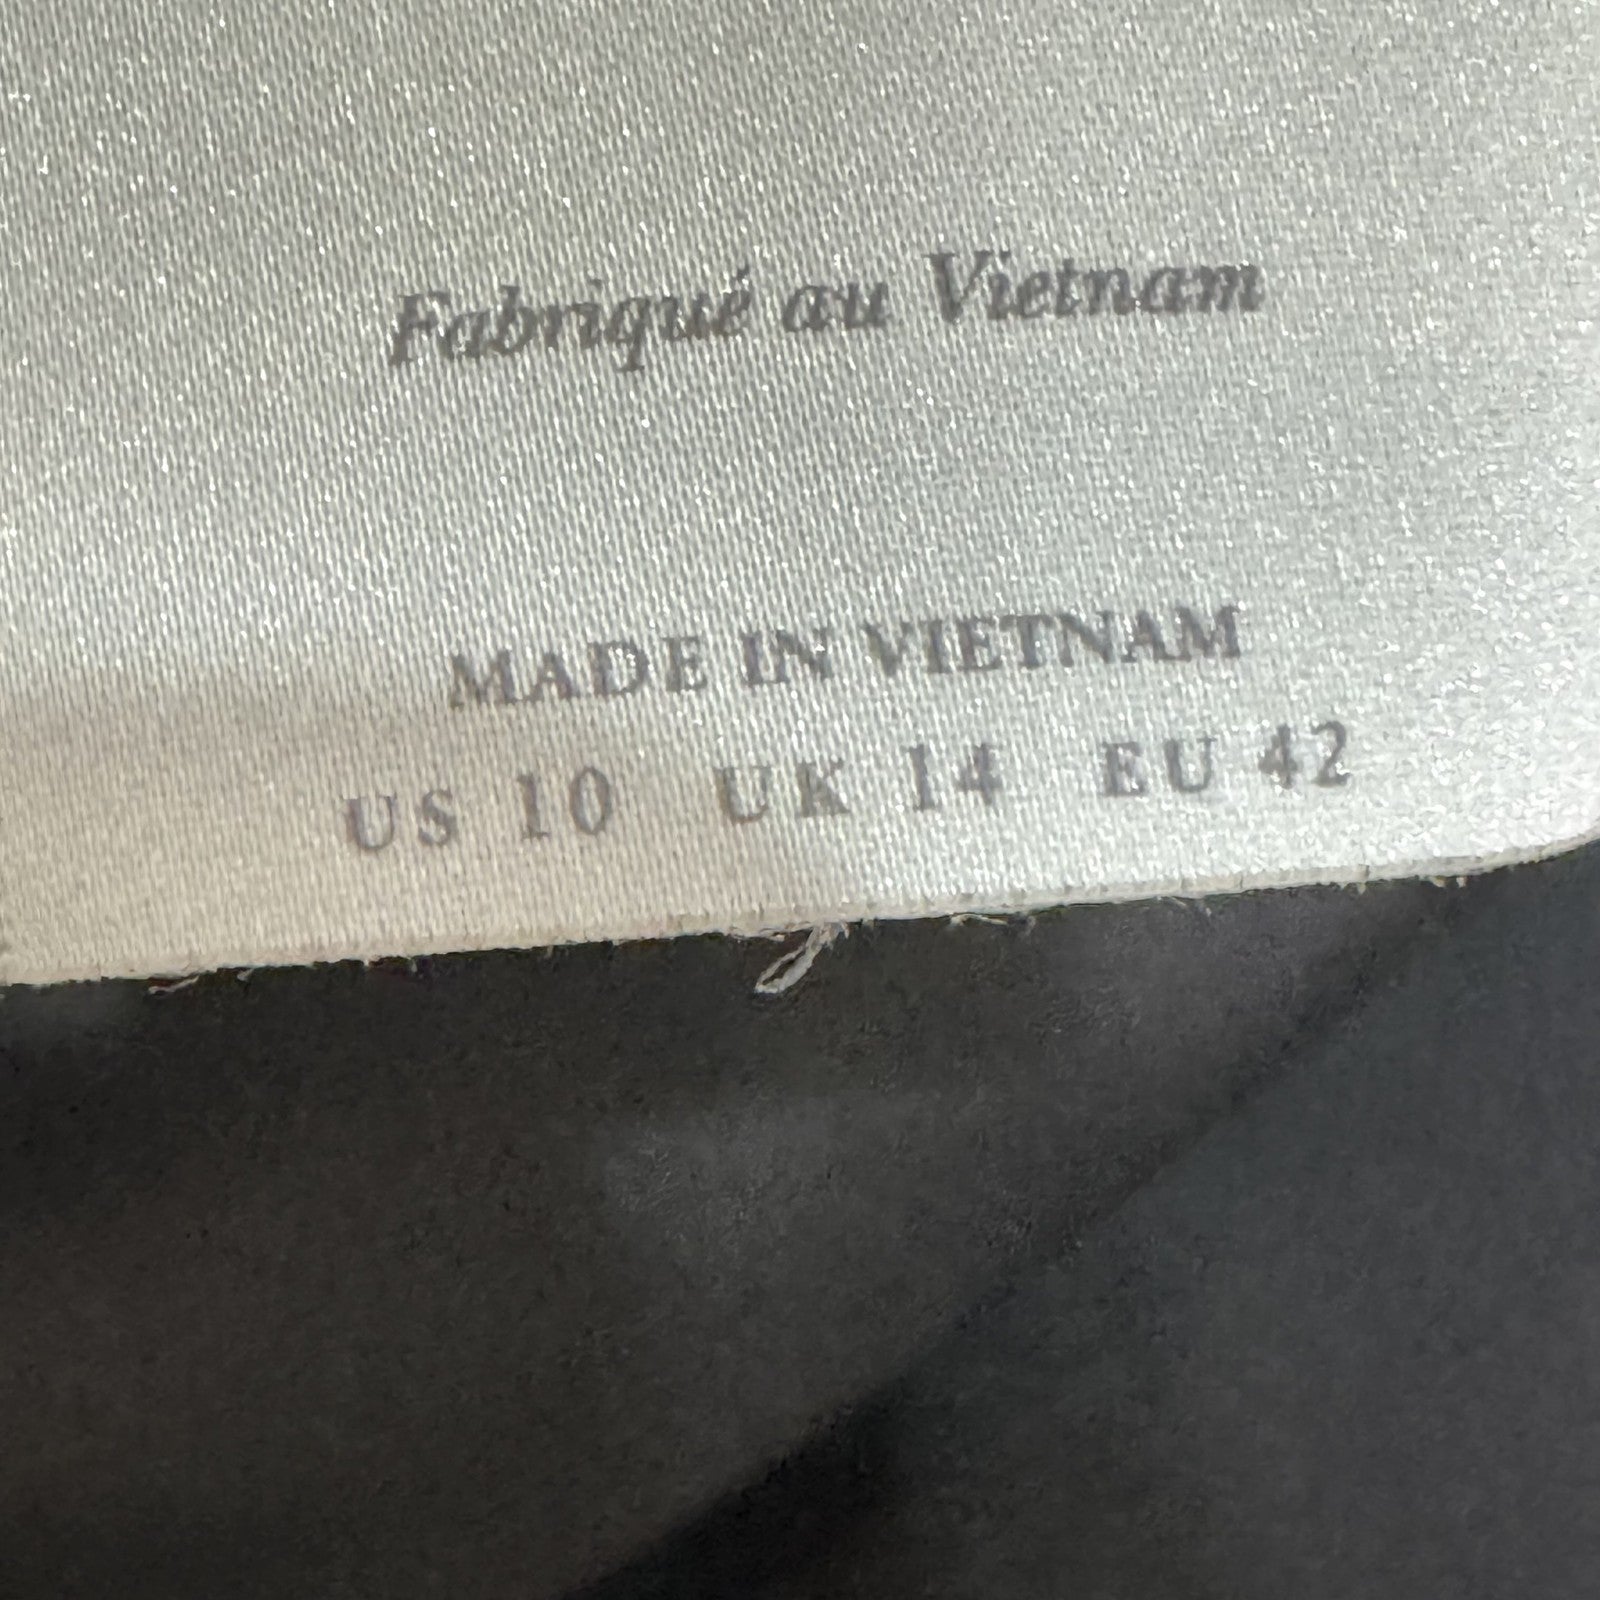 Fabriqué au Vietnam
MADE IN VIETNAM
US 10 UK 14 EU 42